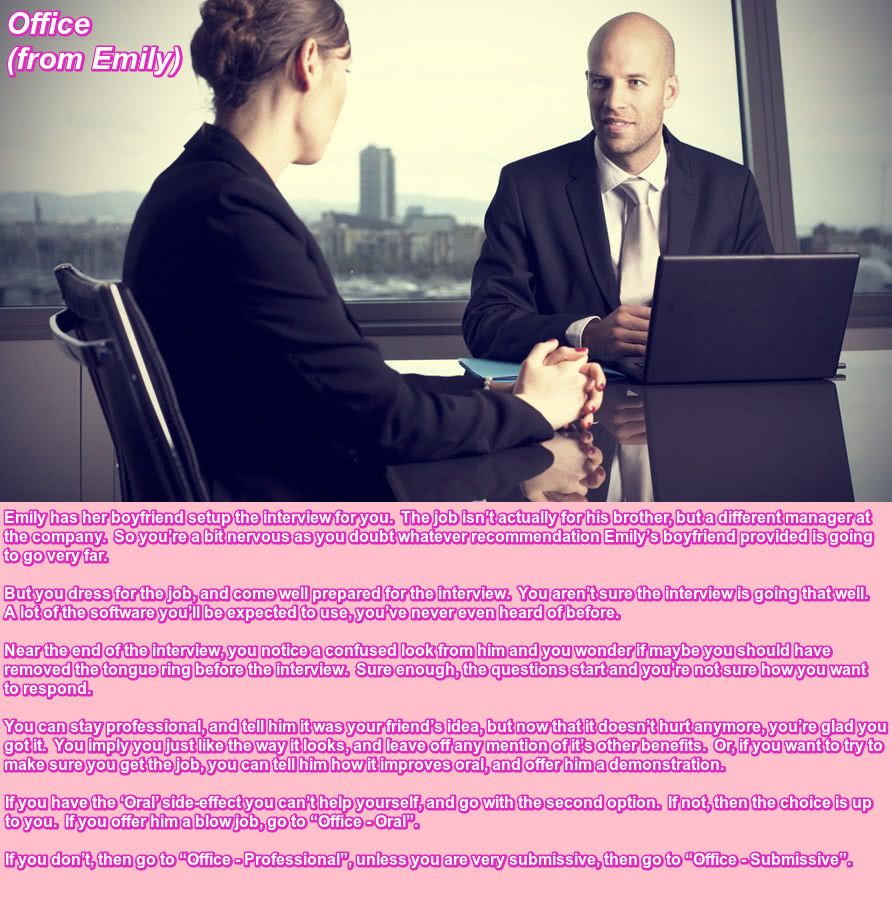 Office
(from Emily)
Emily has her boyfriend setup the interview for you.  The job isn't actually for his brother, but a different manager at
the company.  So you're a bit nervous as you doubt whatever recommendation Emily's boyfriend provided is going
to go very far.
But you dress for the job, and come well prepared for the interview.  You aren't sure the interview is going that well.
A lot of the software you'll be expected to use, you've never even heard of before.
Near the end of the interview, you notice a confused look from him and you wonder if maybe you should have
removed the tongue ring before the interview.  Sure enough, the questions start and you're not sure how you want
to respond.
You can stay professional, and tell him it was your friend's idea, but now that it doesn't hurt anymore, you're glad you
got it.  You imply you just like the way it looks, and leave off any mention of it's other benefits.  Or, if you want to try to
make sure you get the job, you can tell him how it improves oral, and offer him a demonstration.
If you have the 'Oral' side-effect you can't help yourself, and go with the second option.  If not, then the choice is up
to you.  If you offer him a blow job, go to "Office - Oral".
If you don't, then go to "Office - Professional", unless you are very submissive, then go to "Office - Submissive".